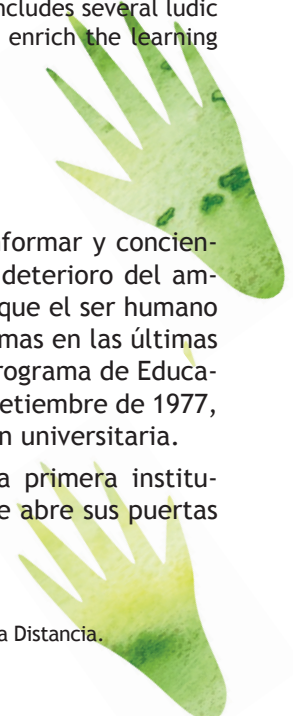 ncludes several ludic
enrich the learning
formar y concien-
deterioro del am-
que el ser humano
mas en las últimas
rograma de Educa-
etiembre de 1977,
n universitaria.
a primera institu-
e abre sus puertas
a Distancia.